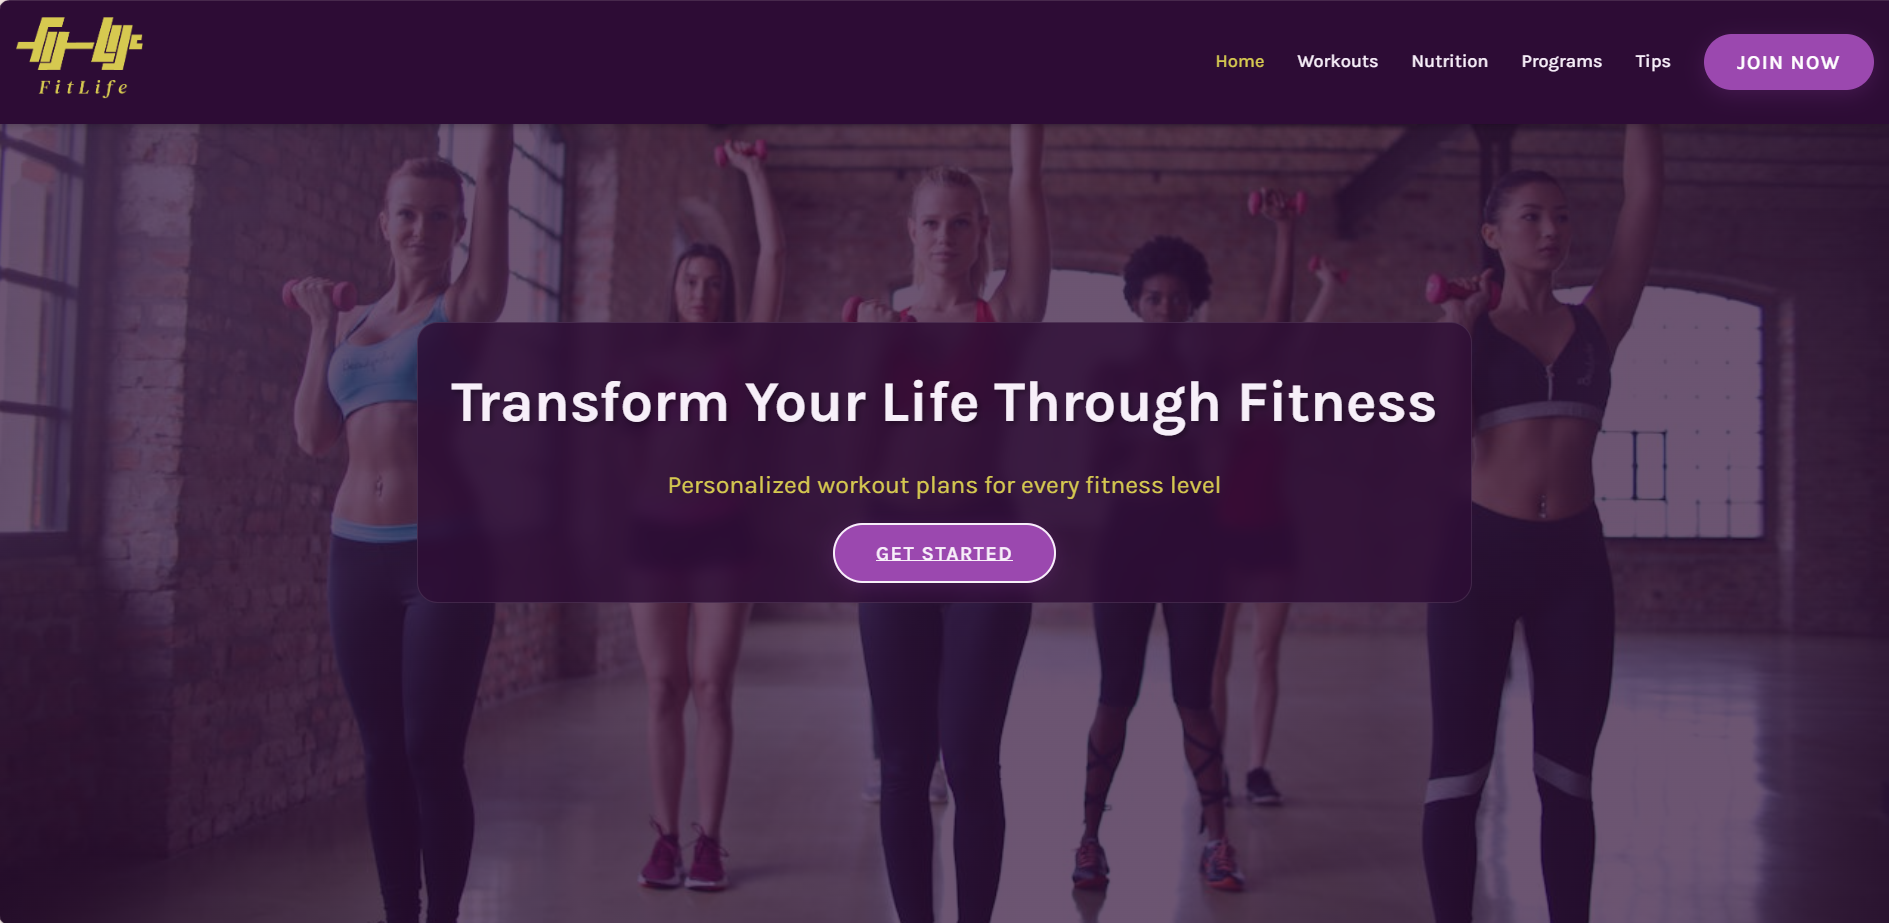 FitLife
Home Workouts Nutrition Programs Tips JOIN NOW
Transform Your Life Through Fitness
Personalized workout plans for every fitness level
GET STARTED